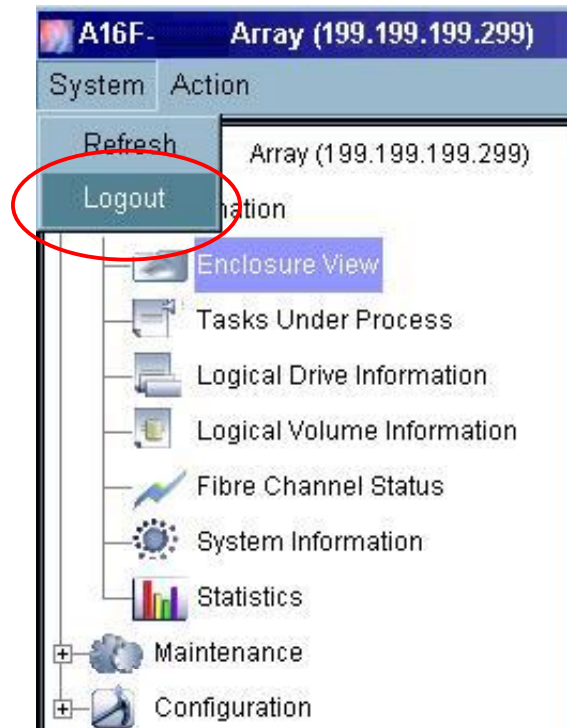 A16F- Array (199.199.199.299)
System Action
Refresh
Array (199.199.199.299)
Logout
mation
Enclosure View
Tasks Under Process
Logical Drive Information
Logical Volume Information
Fibre Channel Status
System Information
Statistics
Maintenance
Configuration